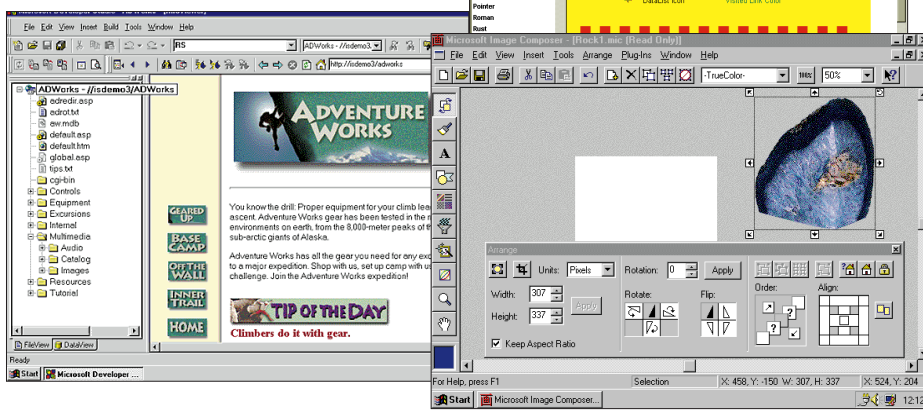 Pointer
Roman
Rust
DataList Icon
Visited Link Color
File Edit View Insert Build Tools Window Help
RS
ADWorks - //isdemo3
http://isdemo3/adworks
ADWorks - //isdemo3/ADWorks
adredir.asp
adrot.txt
aw.mdb
default.asp
default.htm
global.asp
tips.txt
cgi-bin
Controls
Equipment
Excursions
Internal
Multimedia
Audio
Catalog
Images
Resources
Tutorial
FileView
DataView
Ready
Start
Microsoft Developer ...
ADVENTURE
WORKS
GEARED
UP
BASE
CAMP
OFF THE
WALL
INNER
TRAIL
HOME
You know the drill: Proper equipment for your climb
ascent. Adventure Works gear has been tested in the
environments on earth, from the 8,000-meter peaks of
sub-arctic giants of Alaska.
Adventure Works has all the gear you need for any
to a major expedition. Shop with us, set up camp with us
challenge. Join the Adventure Works expedition!
TIP OF THE DAY
Climbers do it with gear.
Microsoft Image Composer - [Rock1.mic (Read Only)]
File Edit View Insert Tools Arrange Plug-Ins Window Help
-TrueColor-
100%
50%
Arrange
Units: Pixels
Rotation: 0
Apply
Width: 307
Height: 337
Apply
Rotate:
Flip:
Order:
Align:
Keep Aspect Ratio
For Help, press F1
Selection
X: 458, Y: -150 W: 307, H: 337
X: 524, Y: 204
Start
Microsoft Image Composer...
12:12